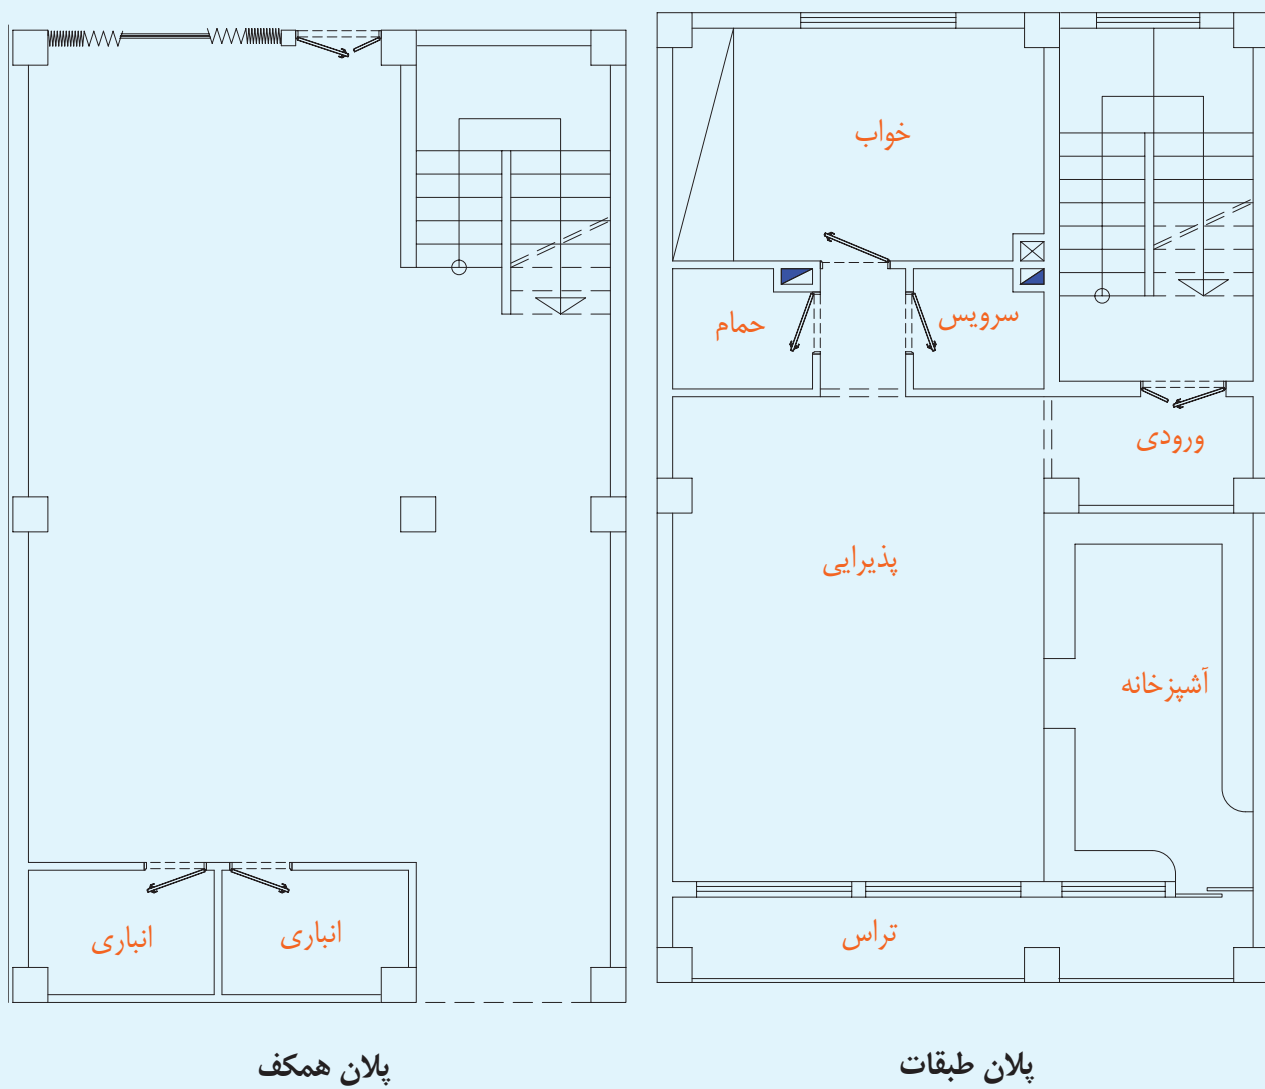 خواب
حمام
سرویس
ورودی
پذیرایی
آشپزخانه
تراس
پلان طبقات
انباری
انباری
پلان همکف